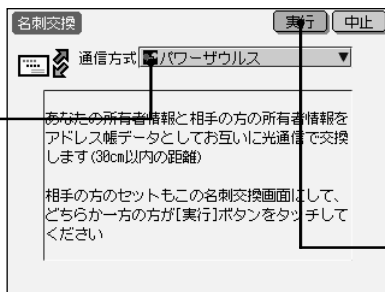 名刺交換 実行 中止
通信方式 パワーザウルス ▼
あなたの所有者情報と相手の方の所有者情報を
アドレス帳データとしてお互いに光通信で交換
します(30cm以内の距離)
相手の方のセットもこの名刺交換画面にして、
どちらか一方の方が[実行]ボタンをタッチして
ください